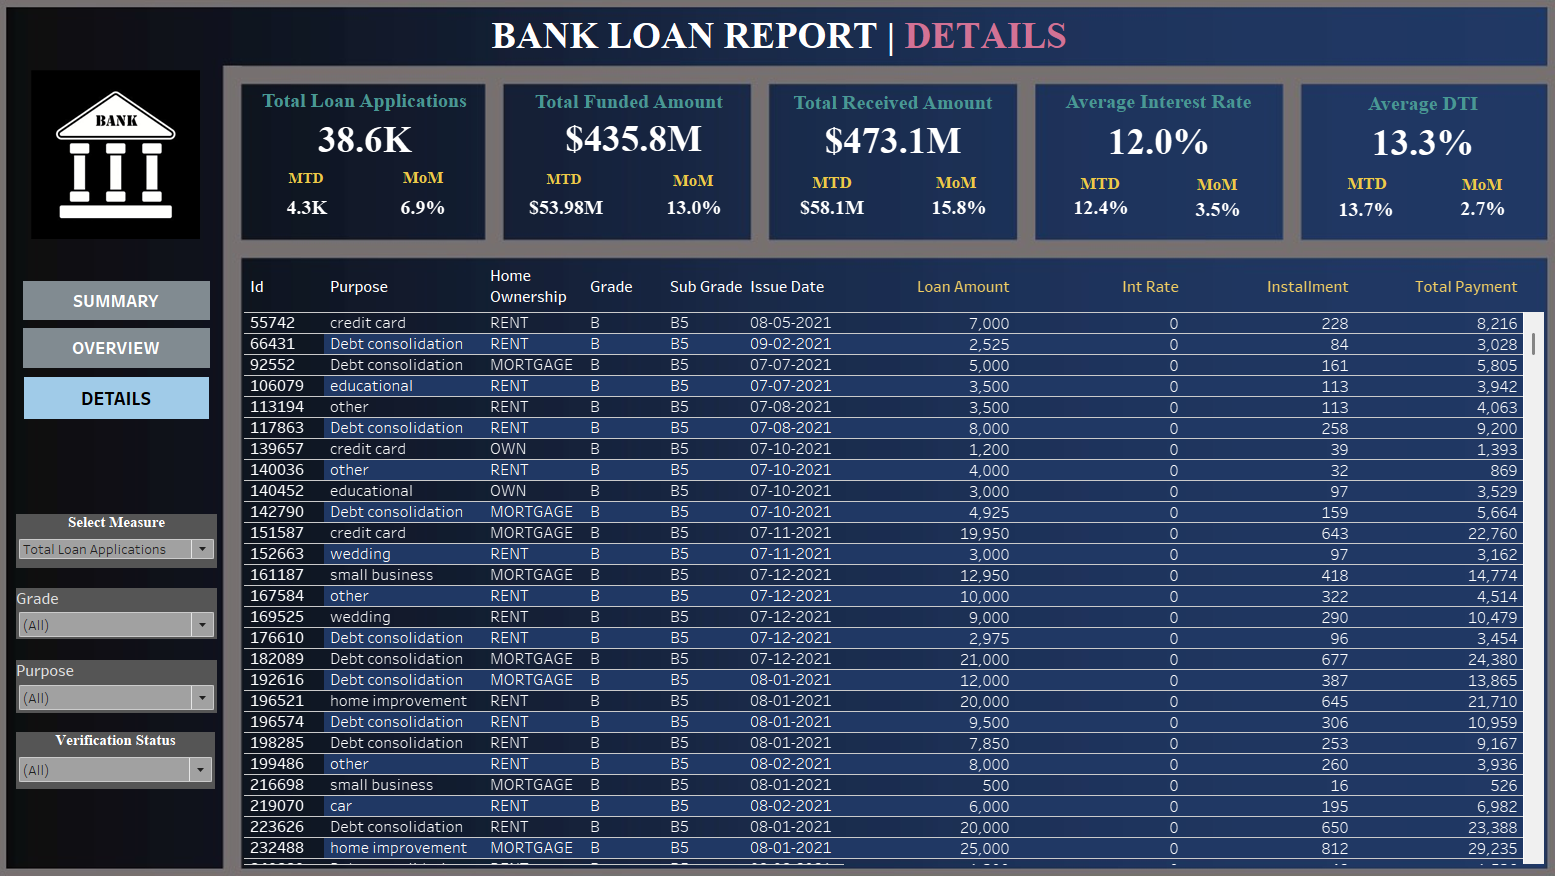 BANK LOAN REPORT | DETAILS
BANK
Total Loan Applications
38.6K
MTD MoM
4.3K 6.9%
Total Funded Amount
$435.8M
MTD MoM
$53.98M 13.0%
Total Received Amount
$473.1M
MTD MoM
$58.1M 15.8%
Average Interest Rate
12.0%
MTD MoM
12.4% 3.5%
Average DTI
13.3%
MTD MoM
13.7% 2.7%
SUMMARY
OVERVIEW
DETAILS
Select Measure
Total Loan Applications
Grade
(All)
Purpose
(All)
Verification Status
(All)
Id Purpose Home Ownership Grade Sub Grade Issue Date Loan Amount Int Rate Installment Total Payment
55742 credit card RENT B B5 08-05-2021 7,000 0 228 8,216
66431 Debt consolidation RENT B B5 09-02-2021 2,525 0 84 3,028
92552 Debt consolidation MORTGAGE B B5 07-07-2021 5,000 0 161 5,805
106079 educational RENT B B5 07-07-2021 3,500 0 113 3,942
113194 other RENT B B5 07-08-2021 3,500 0 113 4,063
117863 Debt consolidation RENT B B5 07-08-2021 8,000 0 258 9,200
139657 credit card OWN B B5 07-10-2021 1,200 0 39 1,393
140036 other RENT B B5 07-10-2021 4,000 0 32 869
140452 educational OWN B B5 07-10-2021 3,000 0 97 3,529
142790 Debt consolidation MORTGAGE B B5 07-10-2021 4,925 0 159 5,664
151587 credit card MORTGAGE B B5 07-11-2021 19,950 0 643 22,760
152663 wedding RENT B B5 07-11-2021 3,000 0 97 3,162
161187 small business MORTGAGE B B5 07-12-2021 12,950 0 418 14,774
167584 other RENT B B5 07-12-2021 10,000 0 322 4,514
169525 wedding RENT B B5 07-12-2021 9,000 0 290 10,479
176610 Debt consolidation RENT B B5 07-12-2021 2,975 0 96 3,454
182089 Debt consolidation MORTGAGE B B5 07-12-2021 21,000 0 677 24,380
192616 Debt consolidation MORTGAGE B B5 08-01-2021 12,000 0 387 13,865
196521 home improvement RENT B B5 08-01-2021 20,000 0 645 21,710
196574 Debt consolidation RENT B B5 08-01-2021 9,500 0 306 10,959
198285 Debt consolidation RENT B B5 08-01-2021 7,850 0 253 9,167
199486 other RENT B B5 08-02-2021 8,000 0 260 3,936
216698 small business MORTGAGE B B5 08-01-2021 500 0 16 526
219070 car RENT B B5 08-02-2021 6,000 0 195 6,982
223626 Debt consolidation RENT B B5 08-01-2021 20,000 0 650 23,388
232488 home improvement MORTGAGE B B5 08-01-2021 25,000 0 812 29,235